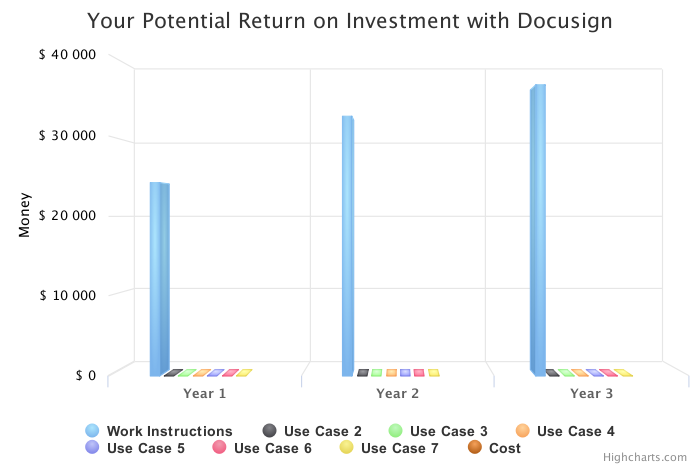 Your Potential Return on Investment with Docusign
$ 40 000
$ 30 000
$ 20 000
$ 10 000
$ 0
Money
Year 1 Year 2 Year 3
Work Instructions Use Case 2 Use Case 3 Use Case 4
Use Case 5 Use Case 6 Use Case 7 Cost
Highcharts.com